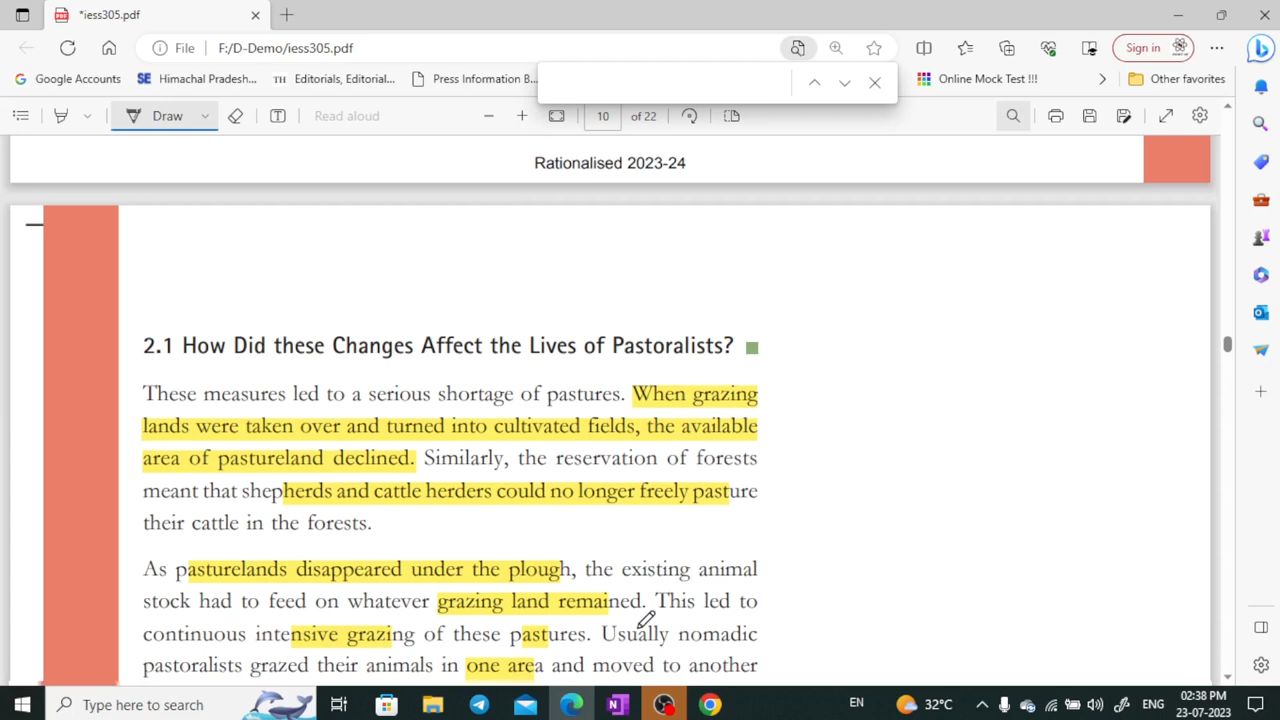 *iess305.pdf
File F:/D-Demo/iess305.pdf
Sign in
Google Accounts SE Himachal Pradesh... TH Editorials, Editorial... Press Information B... Online Mock Test !!! Other favorites
Draw Read aloud 10 of 22
Rationalised 2023-24
2.1 How Did these Changes Affect the Lives of Pastoralists?
These measures led to a serious shortage of pastures. When grazing
lands were taken over and turned into cultivated fields, the available
area of pastureland declined. Similarly, the reservation of forests
meant that shepherds and cattle herders could no longer freely pasture
their cattle in the forests.
As pasturelands disappeared under the plough, the existing animal
stock had to feed on whatever grazing land remained. This led to
continuous intensive grazing of these pastures. Usually nomadic
pastoralists grazed their animals in one area and moved to another
Type here to search 32°C ENG 02:38 PM
EN 23-07-2023